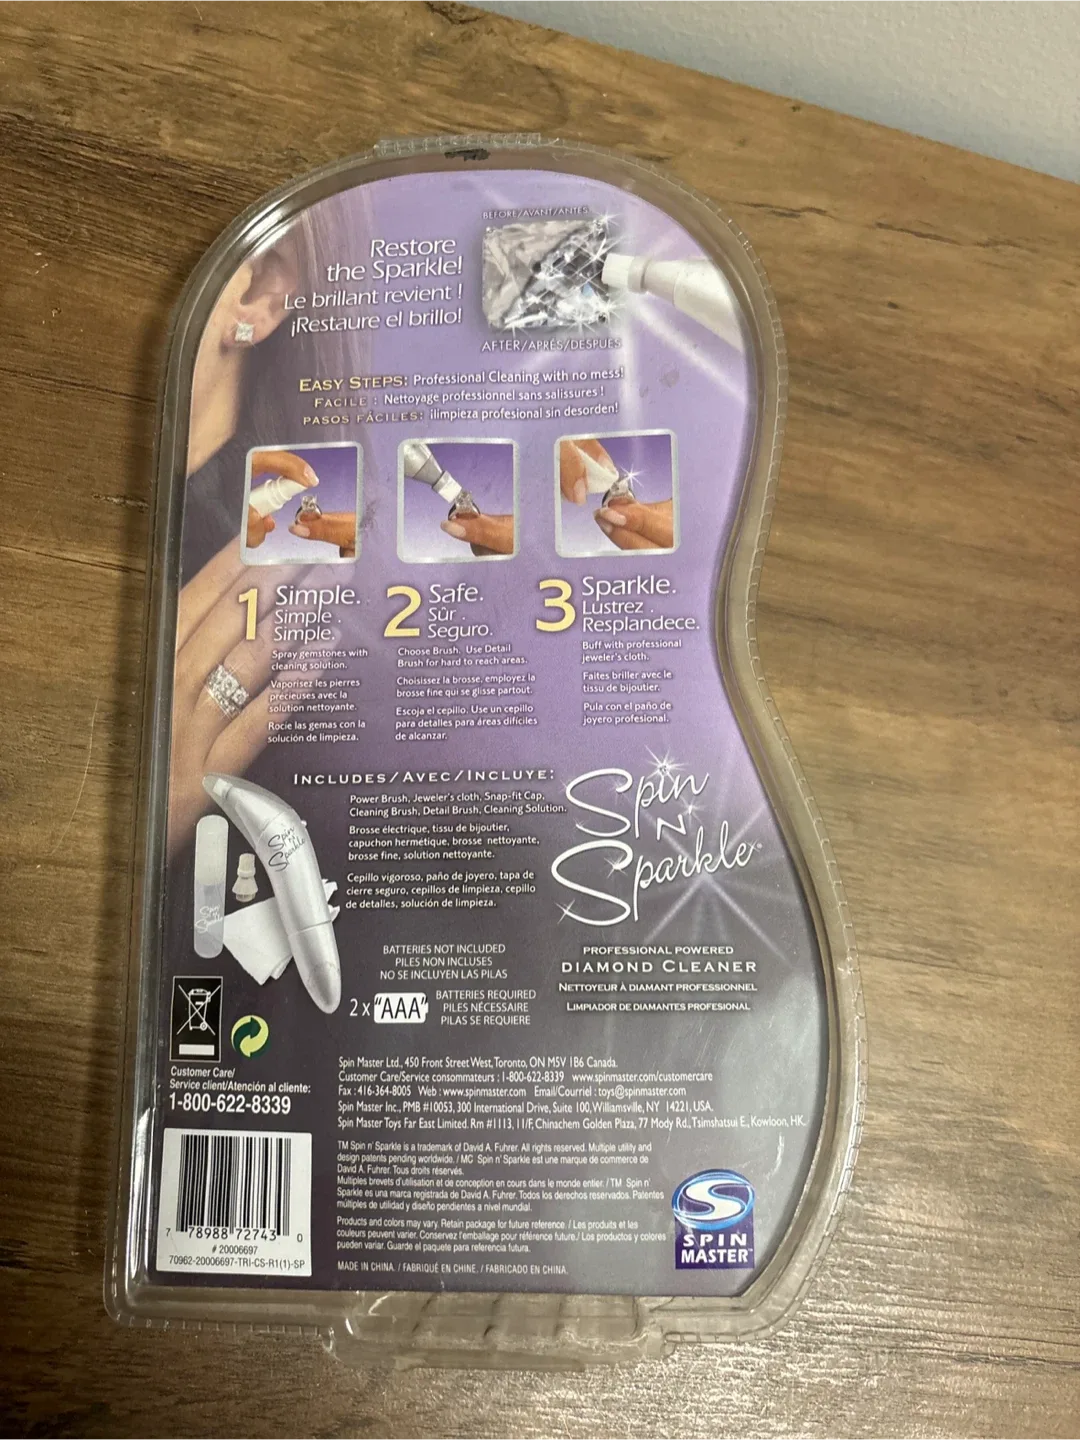 BEFORE/AVANT/ANTES
Restore
the Sparkle!
Le brillant revient !
¡Restaure el brillo!
AFTER/APRÈS/DESPUÉS
EASY STEPS: Professional Cleaning with no mess!
FACILE : Nettoyage professionnel sans salissures !
PASOS FÁCILES: ¡limpieza profesional sin desorden!
1 Simple.
Simple .
Simple.
Spray gemstones with
cleaning solution.
Vaporisez les pierres
précieuses avec la
solution nettoyante.
Rocíe las gemas con la
solución de limpieza.
2 Safe.
Sûr .
Seguro.
Choose Brush. Use Detail
Brush for hard to reach areas.
Choisissez la brosse, employez la
brosse fine qui se glisse partout.
Escoja el cepillo. Use un cepillo
para detalles para áreas difíciles
de alcanzar.
3 Sparkle.
Lustrez .
Resplandece.
Buff with professional
jeweler's cloth.
Faites briller avec le
tissu de bijoutier.
Pula con el paño de
joyero profesional.
INCLUDES/AVEC/INCLUYE:
Power Brush, Jeweler's cloth, Snap-fit Cap,
Cleaning Brush, Detail Brush, Cleaning Solution.
Brosse électrique, tissu de bijoutier,
capuchon hermétique, brosse nettoyante,
brosse fine, solution nettoyante.
Cepillo vigoroso, paño de joyero, tapa de
cierre seguro, cepillos de limpieza, cepillo
de detalles, solución de limpieza.
Spin
n'
Sparkle
Spin
n'
Sparkle
Spin
N'
Sparkle®
PROFESSIONAL POWERED
DIAMOND CLEANER
NETTOYEUR À DIAMANT PROFESSIONNEL
LIMPIADOR DE DIAMANTES PROFESIONAL
BATTERIES NOT INCLUDED
PILES NON INCLUSES
NO SE INCLUYEN LAS PILAS
2 x "AAA"
BATTERIES REQUIRED
PILES NÉCESSAIRE
PILAS SE REQUIERE
Customer Care/
Service client/Atención al cliente:
1-800-622-8339
Spin Master Ltd., 450 Front Street West, Toronto, ON M5V 1B6 Canada.
Customer Care/Service consommateurs : 1-800-622-8339 www.spinmaster.com/customercare
Fax : 416-364-8005 Web : www.spinmaster.com Email/Courriel : toys@spinmaster.com
Spin Master Inc., PMB #10053, 300 International Drive, Suite 100, Williamsville, NY 14221, USA.
Spin Master Toys Far East Limited. Rm #1113, 11/F, Chinachem Golden Plaza, 77 Mody Rd., Tsimshatsui E., Kowloon, HK.
TM Spin n' Sparkle is a trademark of David A. Fuhrer. All rights reserved. Multiple utility and
design patents pending worldwide. / MC Spin n' Sparkle est une marque de commerce de
David A. Fuhrer. Tous droits réservés.
Multiples brevets d'utilisation et de conception en cours dans le monde entier. / TM Spin n'
Sparkle es una marca registrada de David A. Fuhrer. Todos los derechos reservados. Patentes
múltiples de utilidad y diseño pendientes a nivel mundial.
Products and colors may vary. Retain package for future reference. / Les produits et les
couleurs peuvent varier. Conservez l'emballage pour référence future./ Los productos y colores
pueden variar. Guarde el paquete para referencia futura.
MADE IN CHINA. / FABRIQUÉ EN CHINE. / FABRICADO EN CHINA.
7 78988 72743 0
# 20006697
70962-20006697-TRI-CS-R1(1)-SP
SPIN
MASTER™